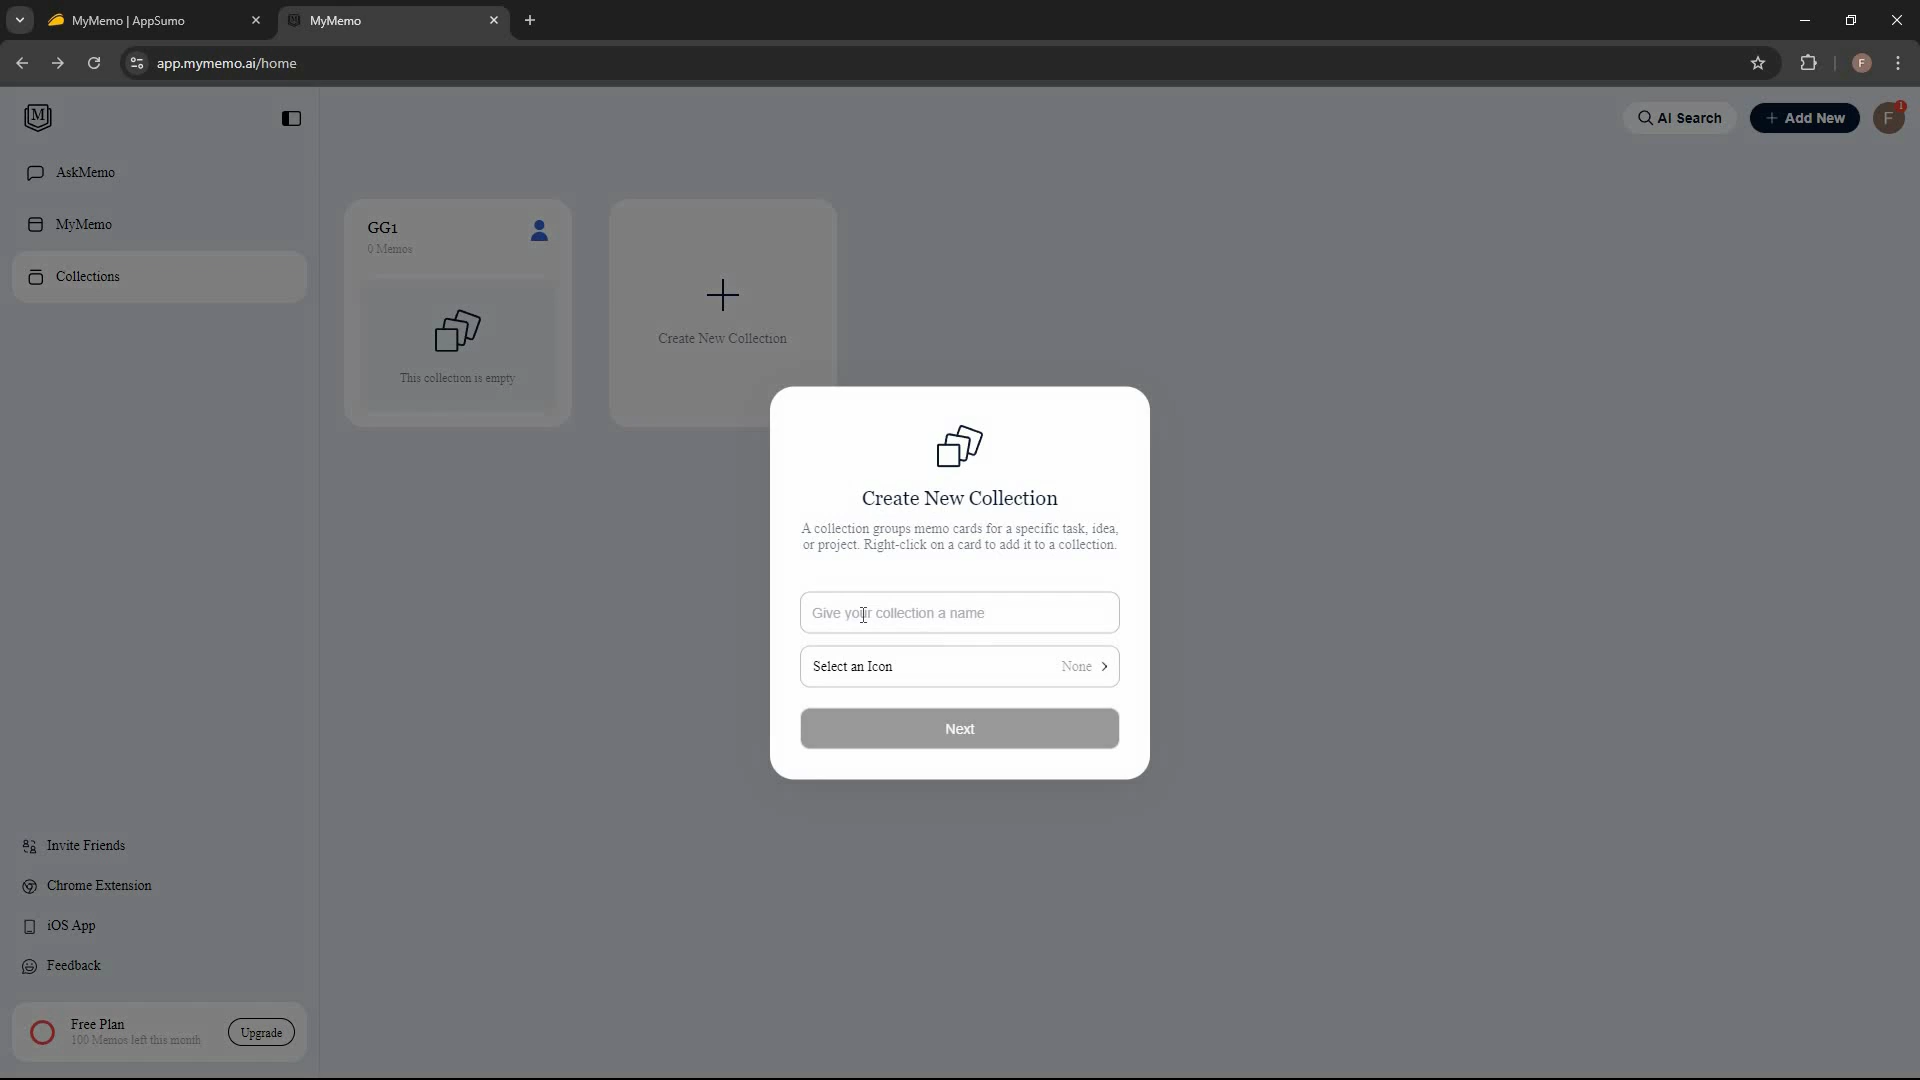 MyMemo | AppSumo
MyMemo
app.mymemo.ai/home
F
M
AI Search
Add New
F
1
AskMemo
MyMemo
Collections
GG1
0 Memos
This collection is empty
Create New Collection
Create New Collection
A collection groups memo cards for a specific task, idea,
or project. Right-click on a card to add it to a collection.
Give your collection a name
Select an Icon
None
Next
Invite Friends
Chrome Extension
iOS App
Feedback
Free Plan
100 Memos left this month
Upgrade